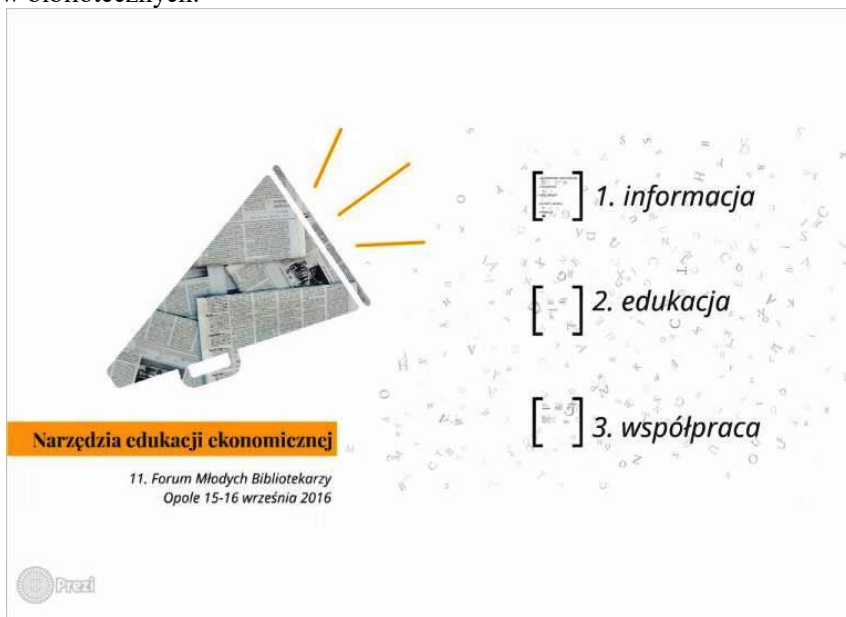 w bibliotecznych.
1. informacja
2. edukacja
3. współpraca
Narzędzia edukacji ekonomicznej
11. Forum Młodych Bibliotekarzy
Opole 15-16 września 2016
Prezi